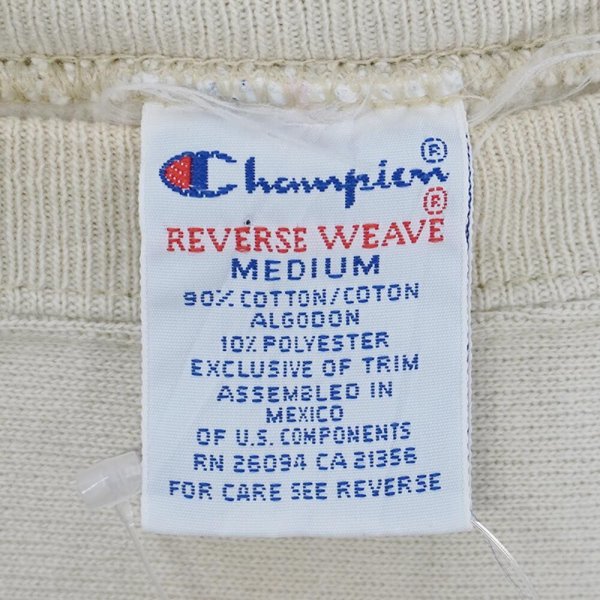 Champion®
REVERSE WEAVE®
MEDIUM
90% COTTON/COTON
ALGODON
10% POLYESTER
EXCLUSIVE OF TRIM
ASSEMBLED IN
MEXICO
OF U.S. COMPONENTS
RN 26094 CA 21356
FOR CARE SEE REVERSE